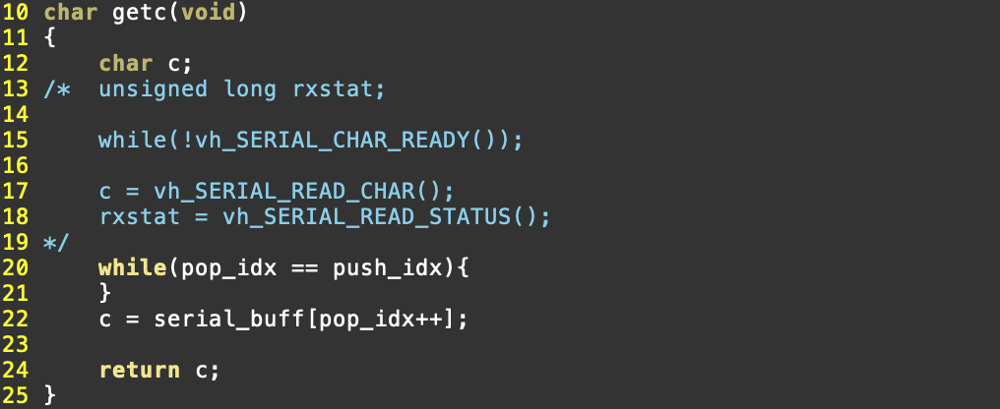 10 char getc(void)
11 {
12     char c;
13 /*  unsigned long rxstat;
14
15     while(!vh_SERIAL_CHAR_READY());
16
17     c = vh_SERIAL_READ_CHAR();
18     rxstat = vh_SERIAL_READ_STATUS();
19 */
20     while(pop_idx == push_idx){
21     }
22     c = serial_buff[pop_idx++];
23
24     return c;
25 }